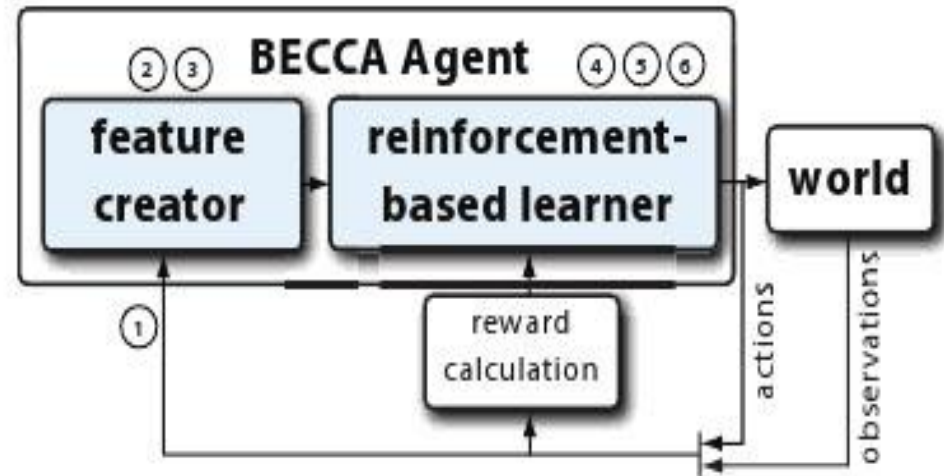 BECCA Agent
2 3
4 5 6
feature
creator
reinforcement-
based learner
world
1
reward
calculation
actions
observations